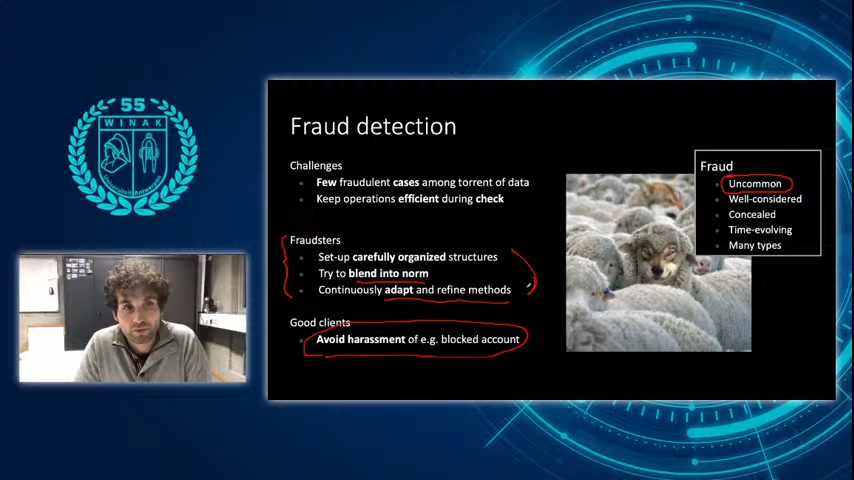 55
WINAK
Universiteit Antwerpen
Fraud detection
Challenges
Few fraudulent cases among torrent of data
Keep operations efficient during check
Fraudsters
Set-up carefully organized structures
Try to blend into norm
Continuously adapt and refine methods
Good clients
Avoid harassment of e.g. blocked account
Fraud
Uncommon
Well-considered
Concealed
Time-evolving
Many types